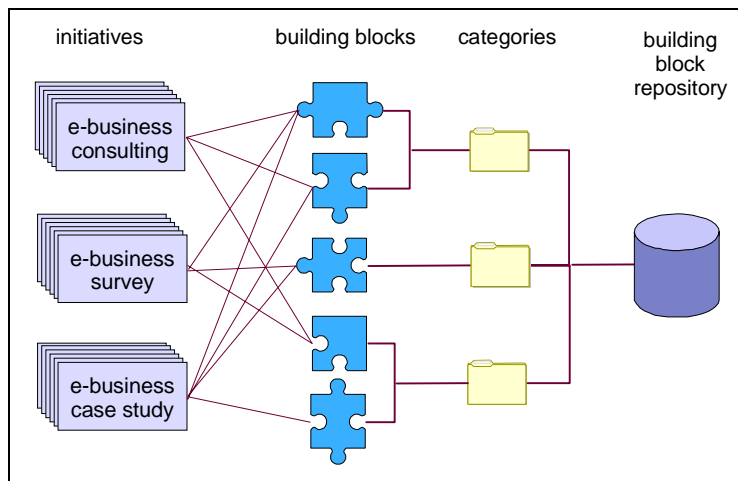 initiatives
building blocks
categories
building
block
repository
e-business
consulting
e-business
survey
e-business
case study